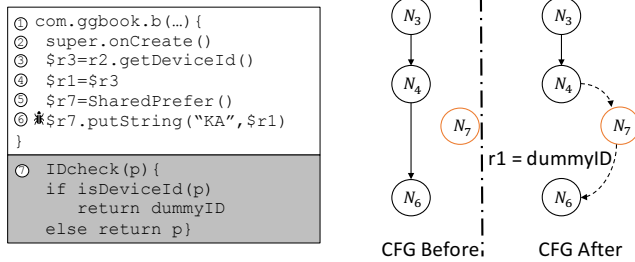 ① com.ggbook.b(…){
② super.onCreate()
③ $r3=r2.getDeviceId()
④ $r1=$r3
⑤ $r7=SharedPrefer()
⑥ $r7.putString(“KA”,$r1)
}
⑦ IDcheck(p){
if isDeviceId(p)
return dummyID
else return p}
N3
N4
N7
N6
CFG Before
N3
N4
N7
r1 = dummyID
N6
CFG After